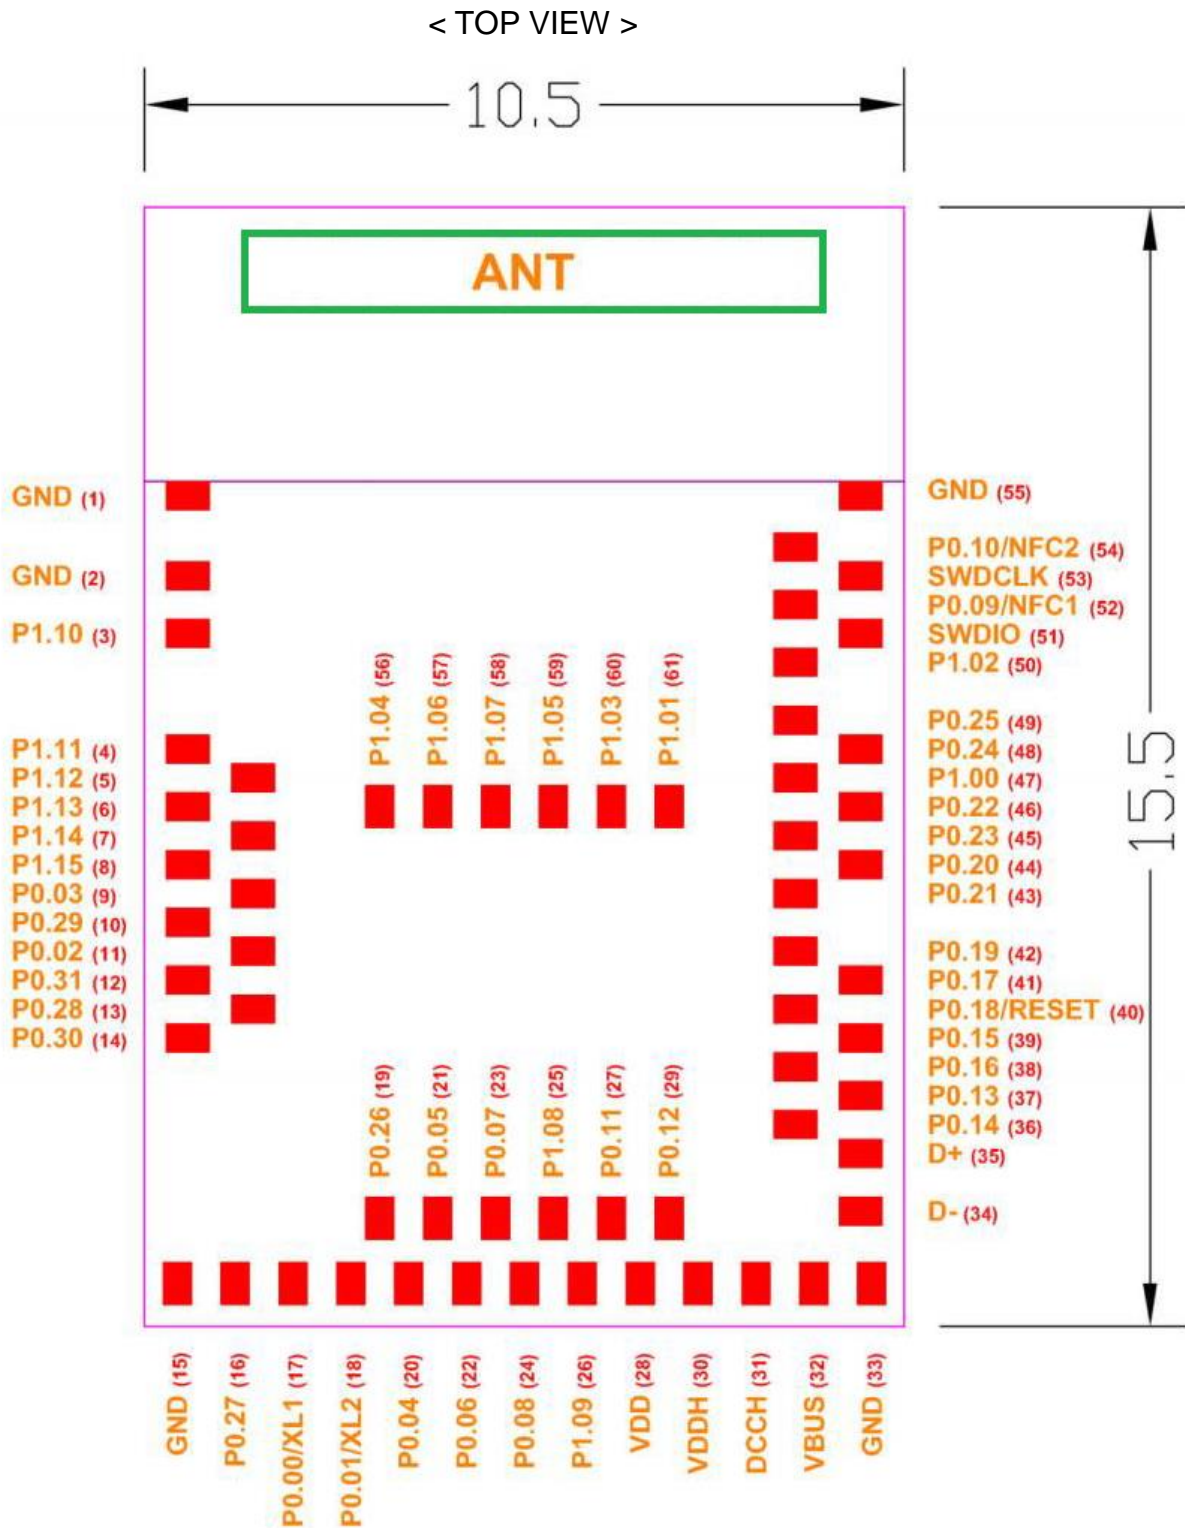 < TOP VIEW >
10.5
ANT
15.5
GND (1)
GND (2)
P1.10 (3)
P1.11 (4)
P1.12 (5)
P1.13 (6)
P1.14 (7)
P1.15 (8)
P0.03 (9)
P0.29 (10)
P0.02 (11)
P0.31 (12)
P0.28 (13)
P0.30 (14)
P1.04 (56)
P1.06 (57)
P1.07 (58)
P1.05 (59)
P1.03 (60)
P1.01 (61)
P0.26 (19)
P0.05 (21)
P0.07 (23)
P1.08 (25)
P0.11 (27)
P0.12 (29)
GND (55)
P0.10/NFC2 (54)
SWDCLK (53)
P0.09/NFC1 (52)
SWDIO (51)
P1.02 (50)
P0.25 (49)
P0.24 (48)
P1.00 (47)
P0.22 (46)
P0.23 (45)
P0.20 (44)
P0.21 (43)
P0.19 (42)
P0.17 (41)
P0.18/RESET (40)
P0.15 (39)
P0.16 (38)
P0.13 (37)
P0.14 (36)
D+ (35)
D- (34)
GND (15)
P0.27 (16)
P0.00/XL1 (17)
P0.01/XL2 (18)
P0.04 (20)
P0.06 (22)
P0.08 (24)
P1.09 (26)
VDD (28)
VDDH (30)
DCCH (31)
VBUS (32)
GND (33)